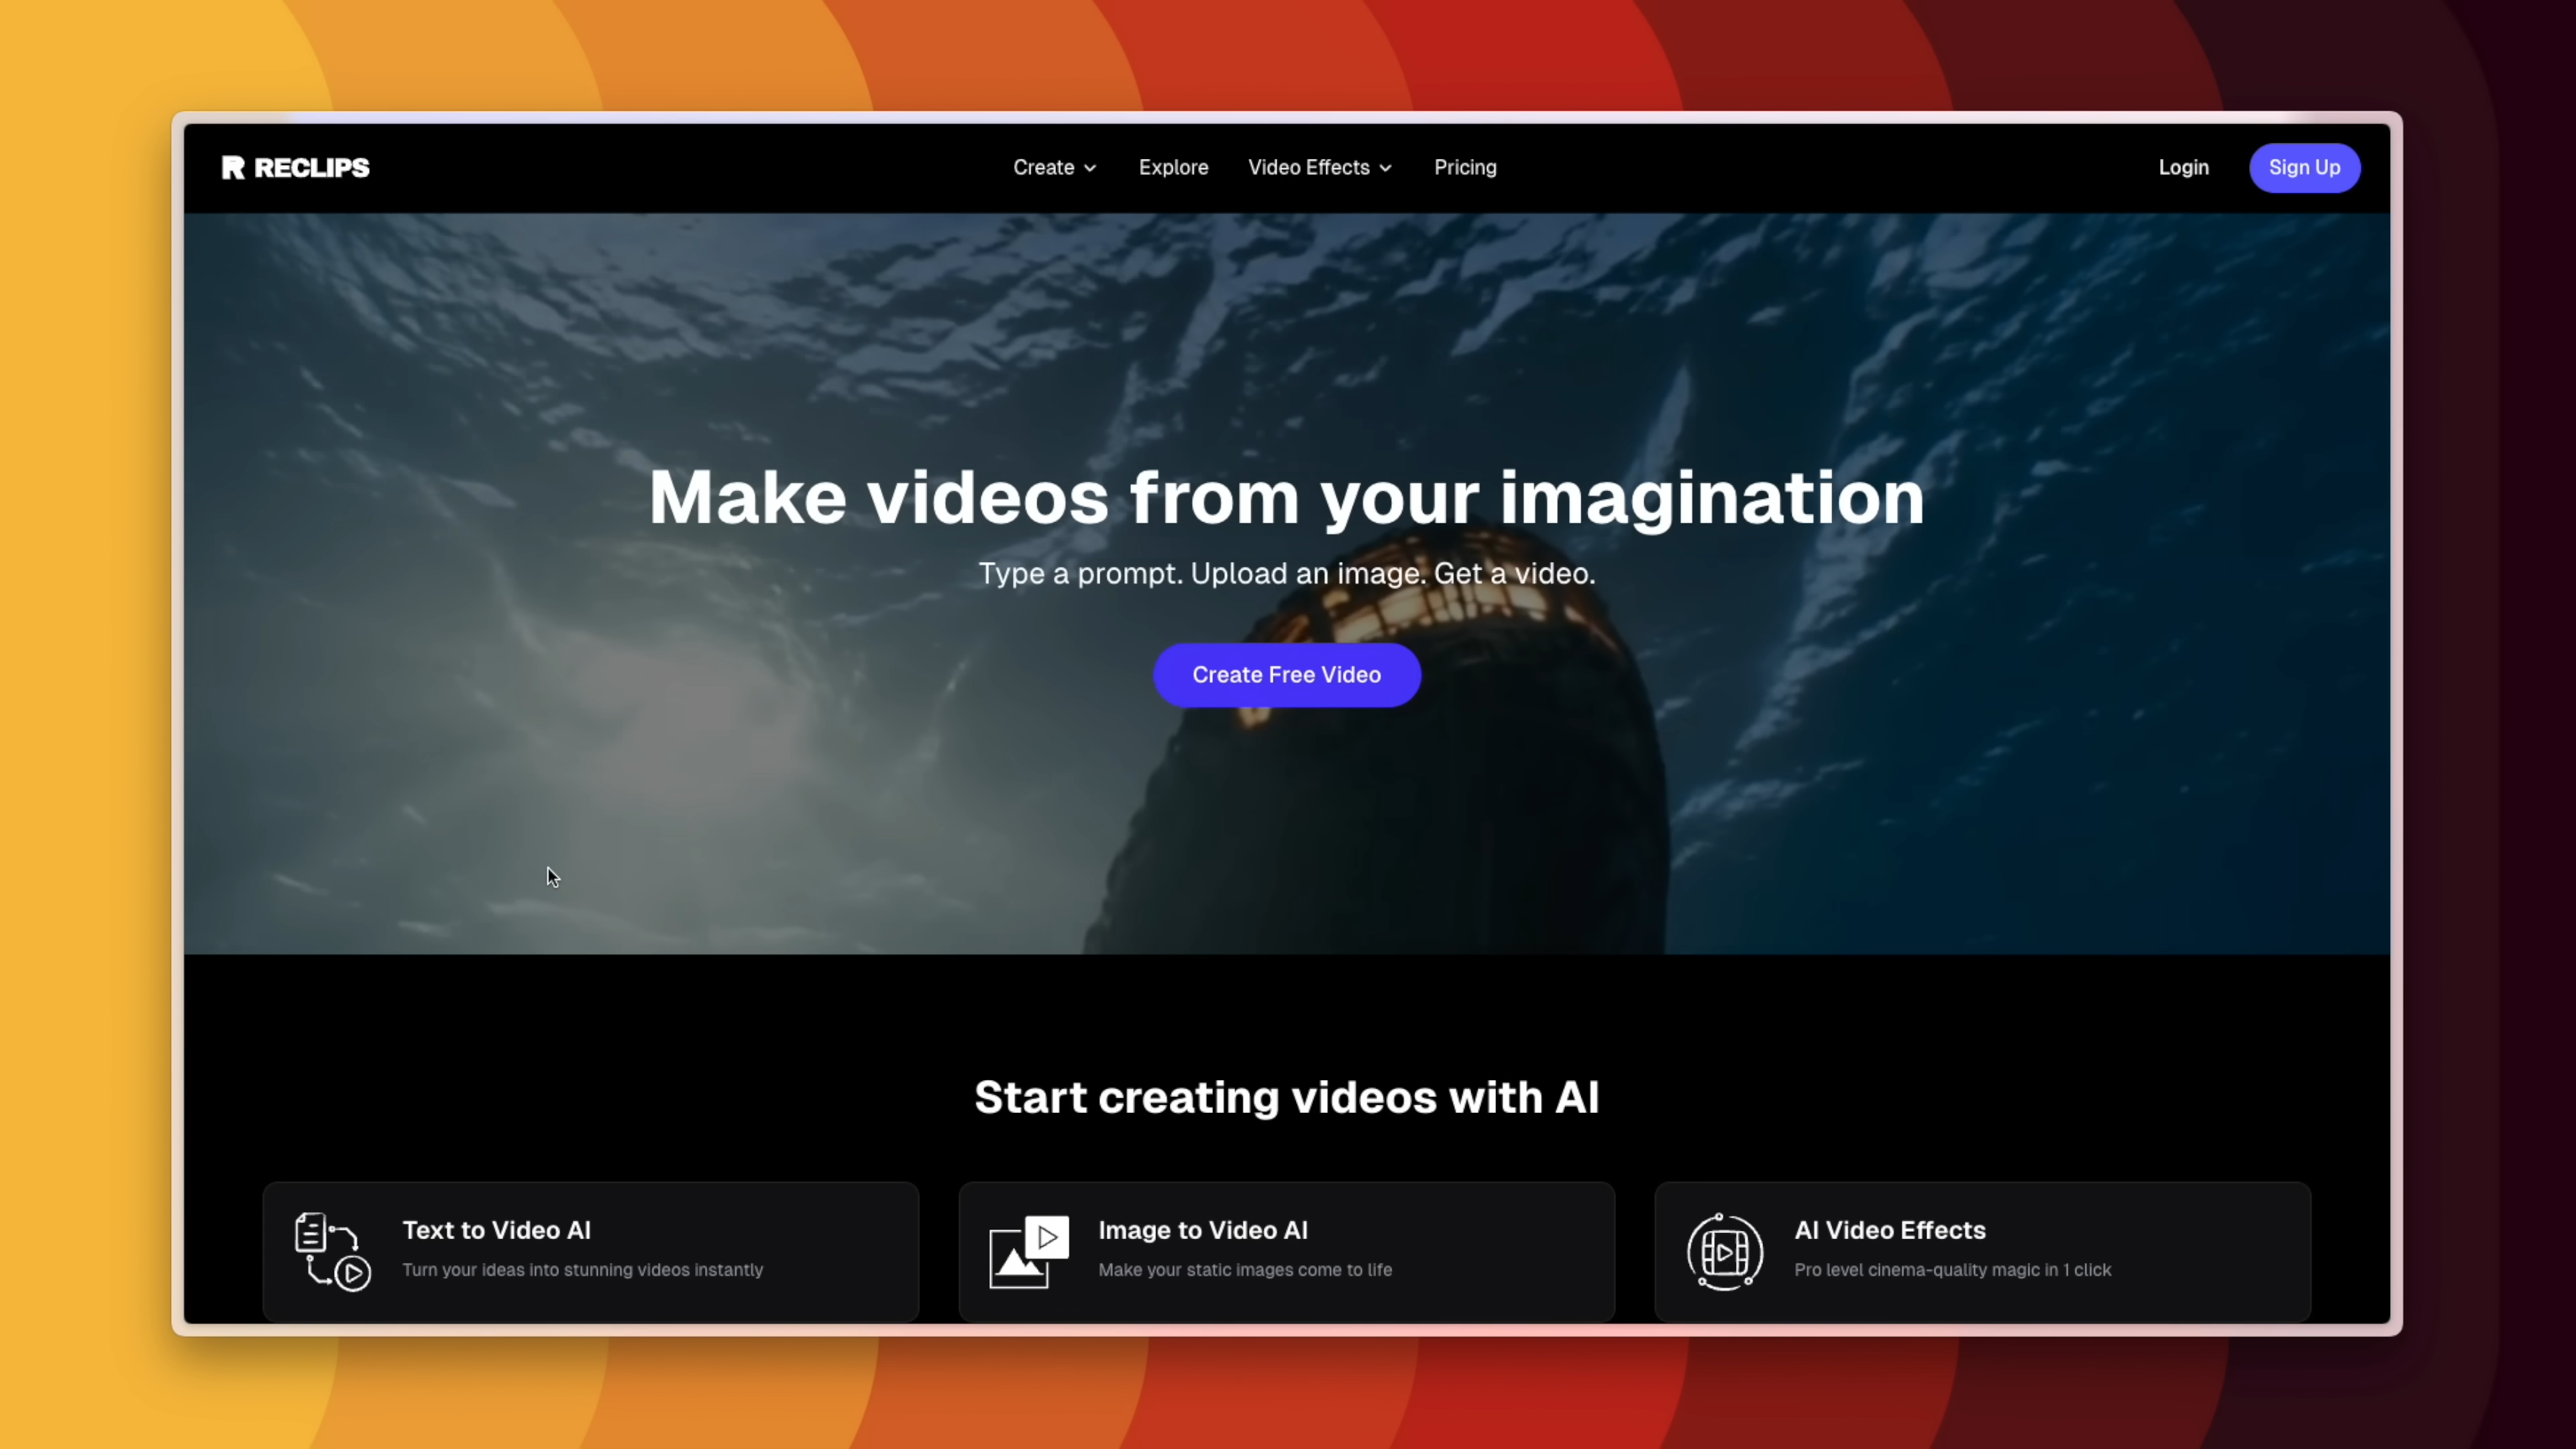 RECLIPS
Create
Explore
Video Effects
Pricing
Login
Sign Up
Make videos from your imagination
Type a prompt. Upload an image. Get a video.
Create Free Video
Start creating videos with AI
Text to Video AI
Turn your ideas into stunning videos instantly
Image to Video AI
Make your static images come to life
AI Video Effects
Pro level cinema-quality magic in 1 click